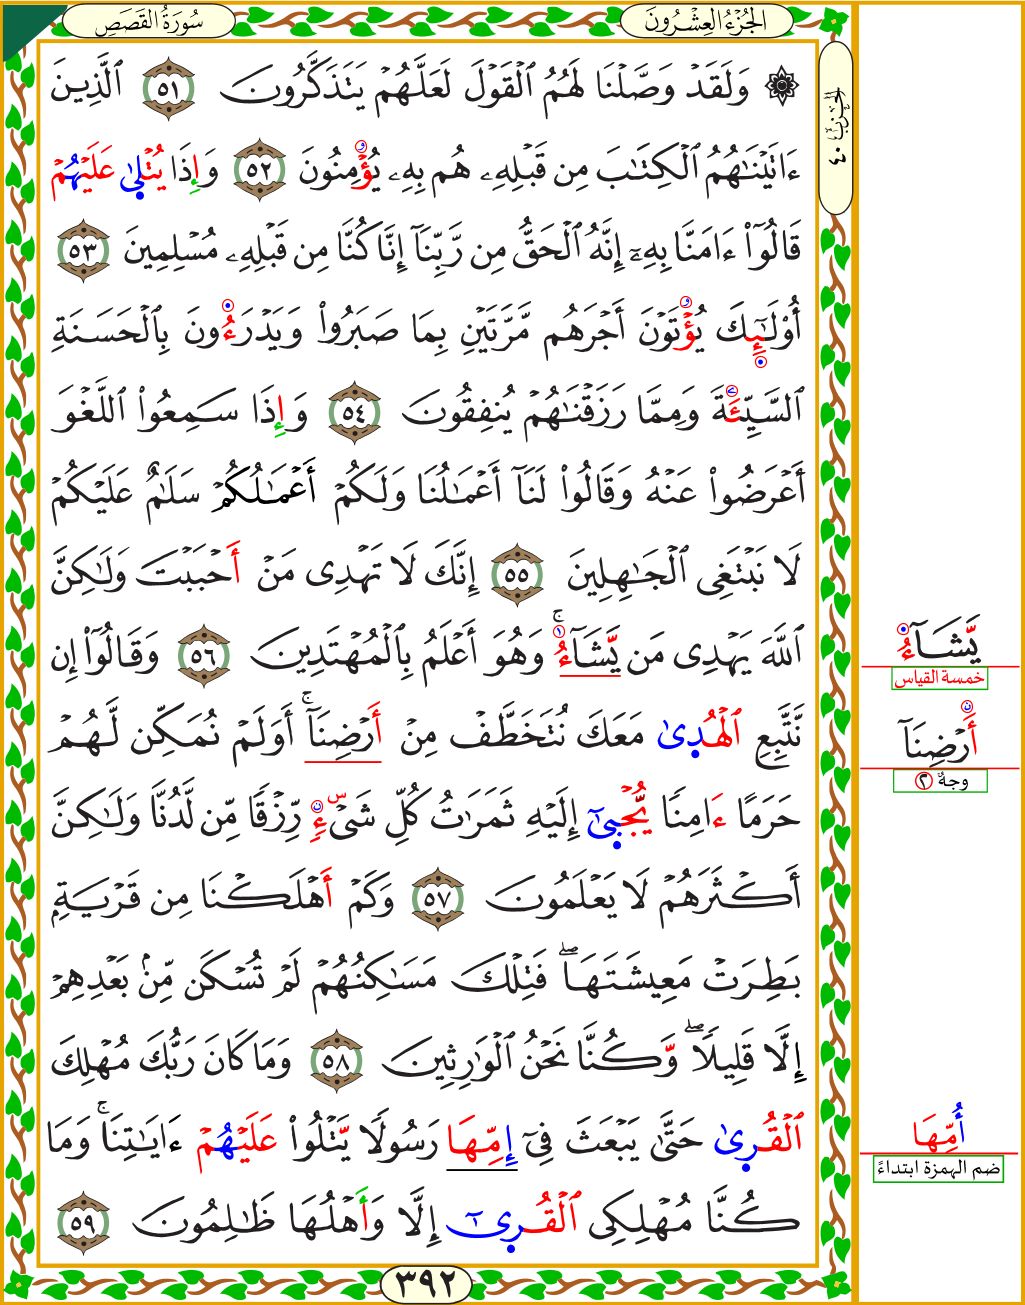 سُورَةُ القَصَصِ
الجُزْءُ العِشْرُونَ
الحِزْبُ ٤٠
۞ وَلَقَدْ وَصَّلْنَا لَهُمُ ٱلْقَوْلَ لَعَلَّهُمْ يَتَذَكَّرُونَ ٥١ ٱلَّذِينَ
ءَاتَيْنَٰهُمُ ٱلْكِتَٰبَ مِن قَبْلِهِۦ هُم بِهِۦ يُؤْمِنُونَ ٥٢ وَإِذَا يُتْلَىٰ عَلَيْهُمْ
قَالُوٓا۟ ءَامَنَّا بِهِۦٓ إِنَّهُ ٱلْحَقُّ مِن رَّبِّنَآ إِنَّا كُنَّا مِن قَبْلِهِۦ مُسْلِمِينَ ٥٣
أُو۟لَٰٓئِكَ يُؤْتَوْنَ أَجْرَهُم مَّرَّتَيْنِ بِمَا صَبَرُوا۟ وَيَدْرَءُونَ بِٱلْحَسَنَةِ
ٱلسَّيِّئَةَ وَمِمَّا رَزَقْنَٰهُمْ يُنفِقُونَ ٥٤ وَإِذَا سَمِعُوا۟ ٱللَّغْوَ
أَعْرَضُوا۟ عَنْهُ وَقَالُوا۟ لَنَآ أَعْمَٰلُنَا وَلَكُمْ أَعْمَٰلُكُمْ سَلَٰمٌ عَلَيْكُمْ
لَا نَبْتَغِى ٱلْجَٰهِلِينَ ٥٥ إِنَّكَ لَا تَهْدِى مَنْ أَحْبَبْتَ وَلَٰكِنَّ
ٱللَّهَ يَهْدِى مَن يَّشَآءُ ۚ وَهُوَ أَعْلَمُ بِٱلْمُهْتَدِينَ ٥٦ وَقَالُوٓا۟ إِن
نَّتَّبِعِ ٱلْهُدَىٰ مَعَكَ نُتَخَطَّفْ مِنْ أَرْضِنَآ ۚ أَوَلَمْ نُمَكِّن لَّهُمْ
حَرَمًا ءَامِنًا يُّجْبَىٰٓ إِلَيْهِ ثَمَرَٰتُ كُلِّ شَىْءٍ رِّزْقًا مِّن لَّدُنَّا وَلَٰكِنَّ
أَكْثَرَهُمْ لَا يَعْلَمُونَ ٥٧ وَكَمْ أَهْلَكْنَا مِن قَرْيَةٍۭ
بَطِرَتْ مَعِيشَتَهَا ۖ فَتِلْكَ مَسَٰكِنُهُمْ لَمْ تُسْكَن مِّنۢ بَعْدِهِمْ
إِلَّا قَلِيلًا ۖ وَّكُنَّا نَحْنُ ٱلْوَٰرِثِينَ ٥٨ وَمَا كَانَ رَبُّكَ مُهْلِكَ
ٱلْقُرَىٰ حَتَّىٰ يَبْعَثَ فِىٓ إِمِّهَا رَسُولًا يَّتْلُوا۟ عَلَيْهُمْ ءَايَٰتِنَا ۚ وَمَا
كُنَّا مُهْلِكِى ٱلْقُرَىٰٓ إِلَّا وَأَهْلُهَا ظَٰلِمُونَ ٥٩
٣٩٢
يَّشَآءُ
خمسة القياس
أَرْضِنَآ
وجهٌ ٢
أُمِّهَا
ضم الهمزة ابتداءً